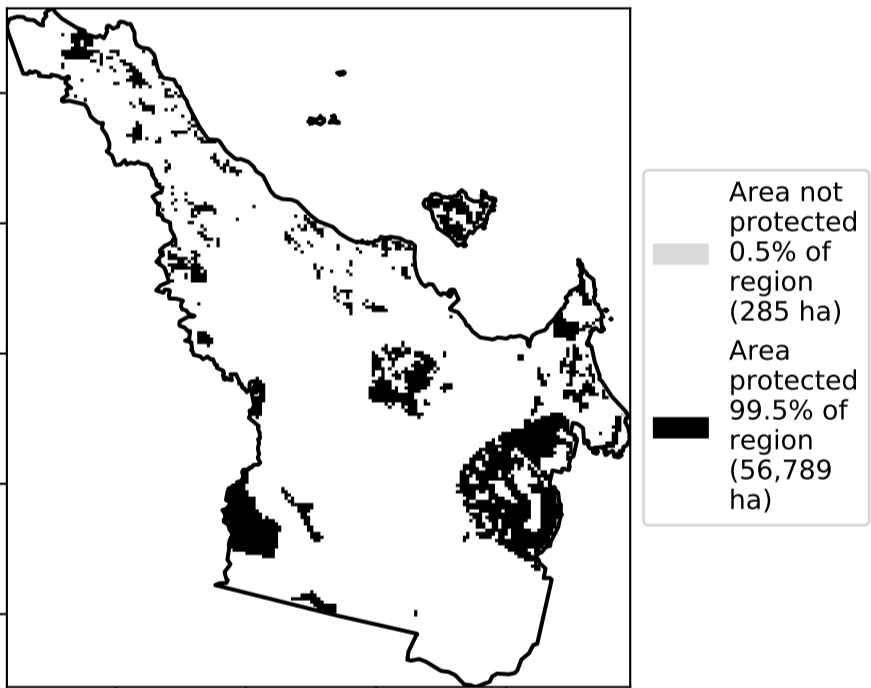 Area not
protected
0.5% of
region
(285 ha)
Area
protected
99.5% of
region
(56,789
ha)